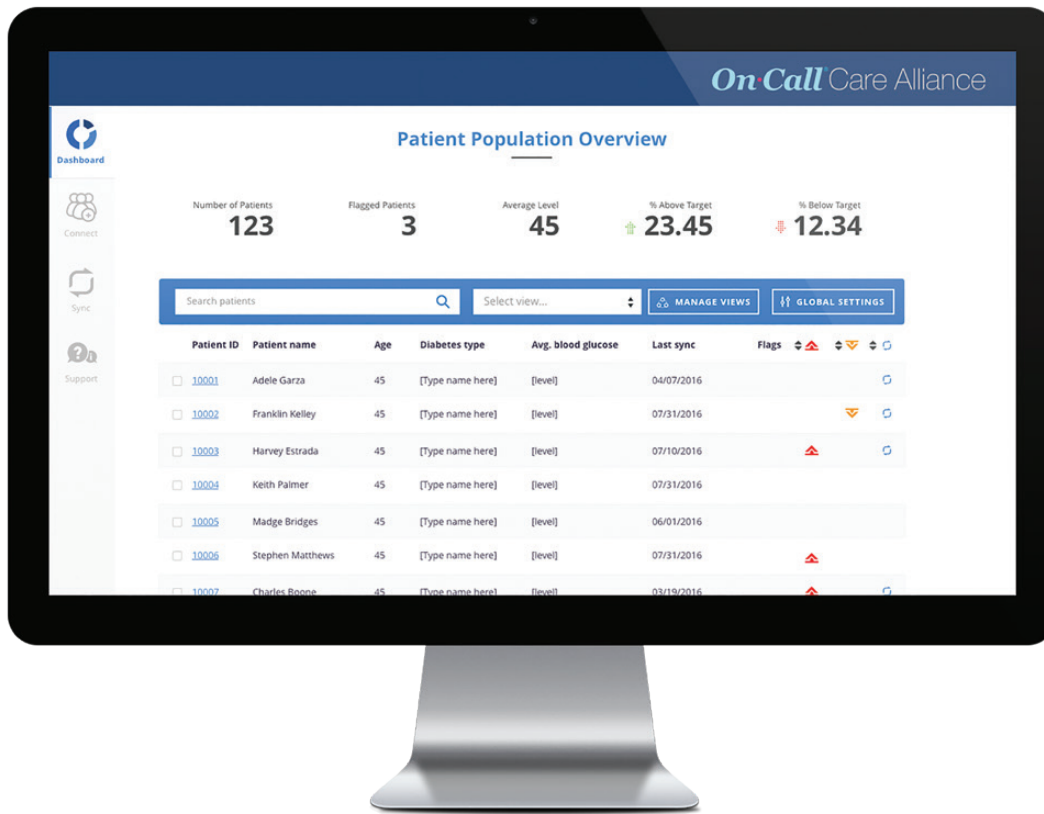 On·Call Care Alliance
Dashboard
Connect
Sync
Support
Patient Population Overview
Number of Patients Flagged Patients Average Level % Above Target % Below Target
123 3 45 23.45 12.34
Search patients Select view... MANAGE VIEWS GLOBAL SETTINGS
Patient ID Patient name Age Diabetes type Avg. blood glucose Last sync Flags
10001 Adele Garza 45 [Type name here] [level] 04/07/2016
10002 Franklin Kelley 45 [Type name here] [level] 07/31/2016
10003 Harvey Estrada 45 [Type name here] [level] 07/10/2016
10004 Keith Palmer 45 [Type name here] [level] 07/31/2016
10005 Madge Bridges 45 [Type name here] [level] 06/01/2016
10006 Stephen Matthews 45 [Type name here] [level] 07/31/2016
10007 Charles Boone 45 [Type name here] [level] 03/19/2016